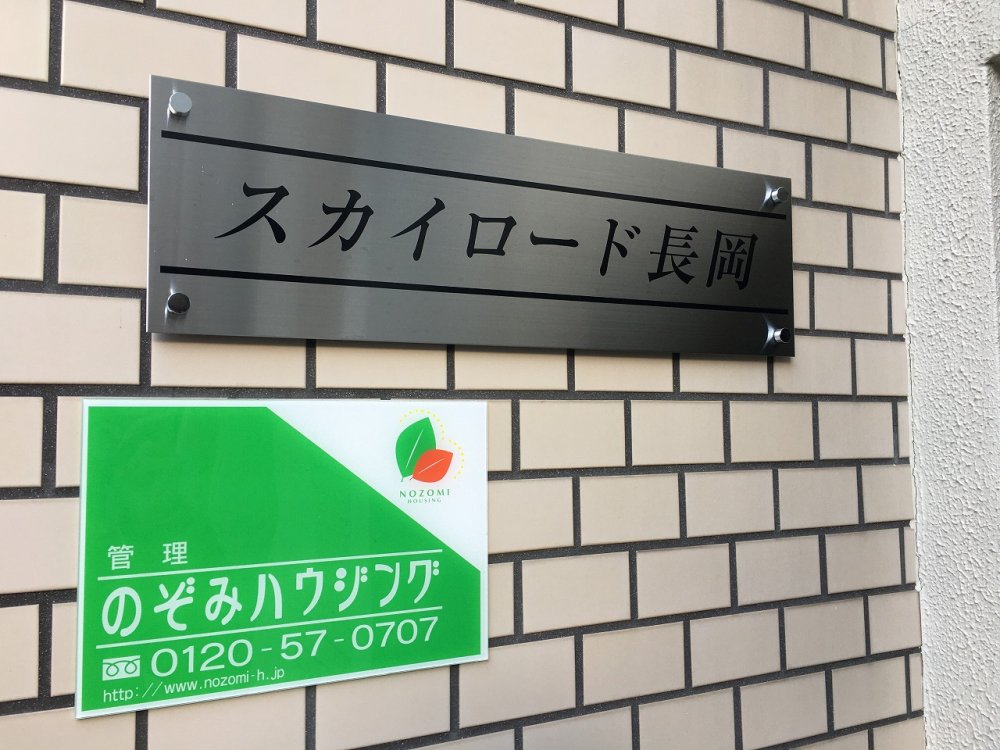 スカイロード長岡
NOZOMI
HOUSING
管理
のぞみハウジング
0120-57-0707
http://www.nozomi-h.jp